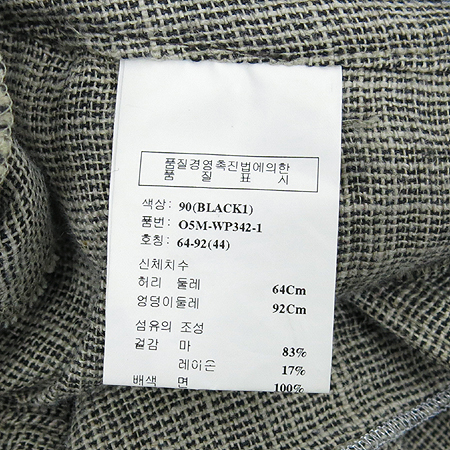 품질경영촉진법에의한
품 질 표 시
색상: 90(BLACK1)
품번: O5M-WP342-1
호칭: 64-92(44)
신체치수
허리 둘레 64Cm
엉덩이둘레 92Cm
섬유의 조성
겉감 마 83%
레이온 17%
배색 면 100%